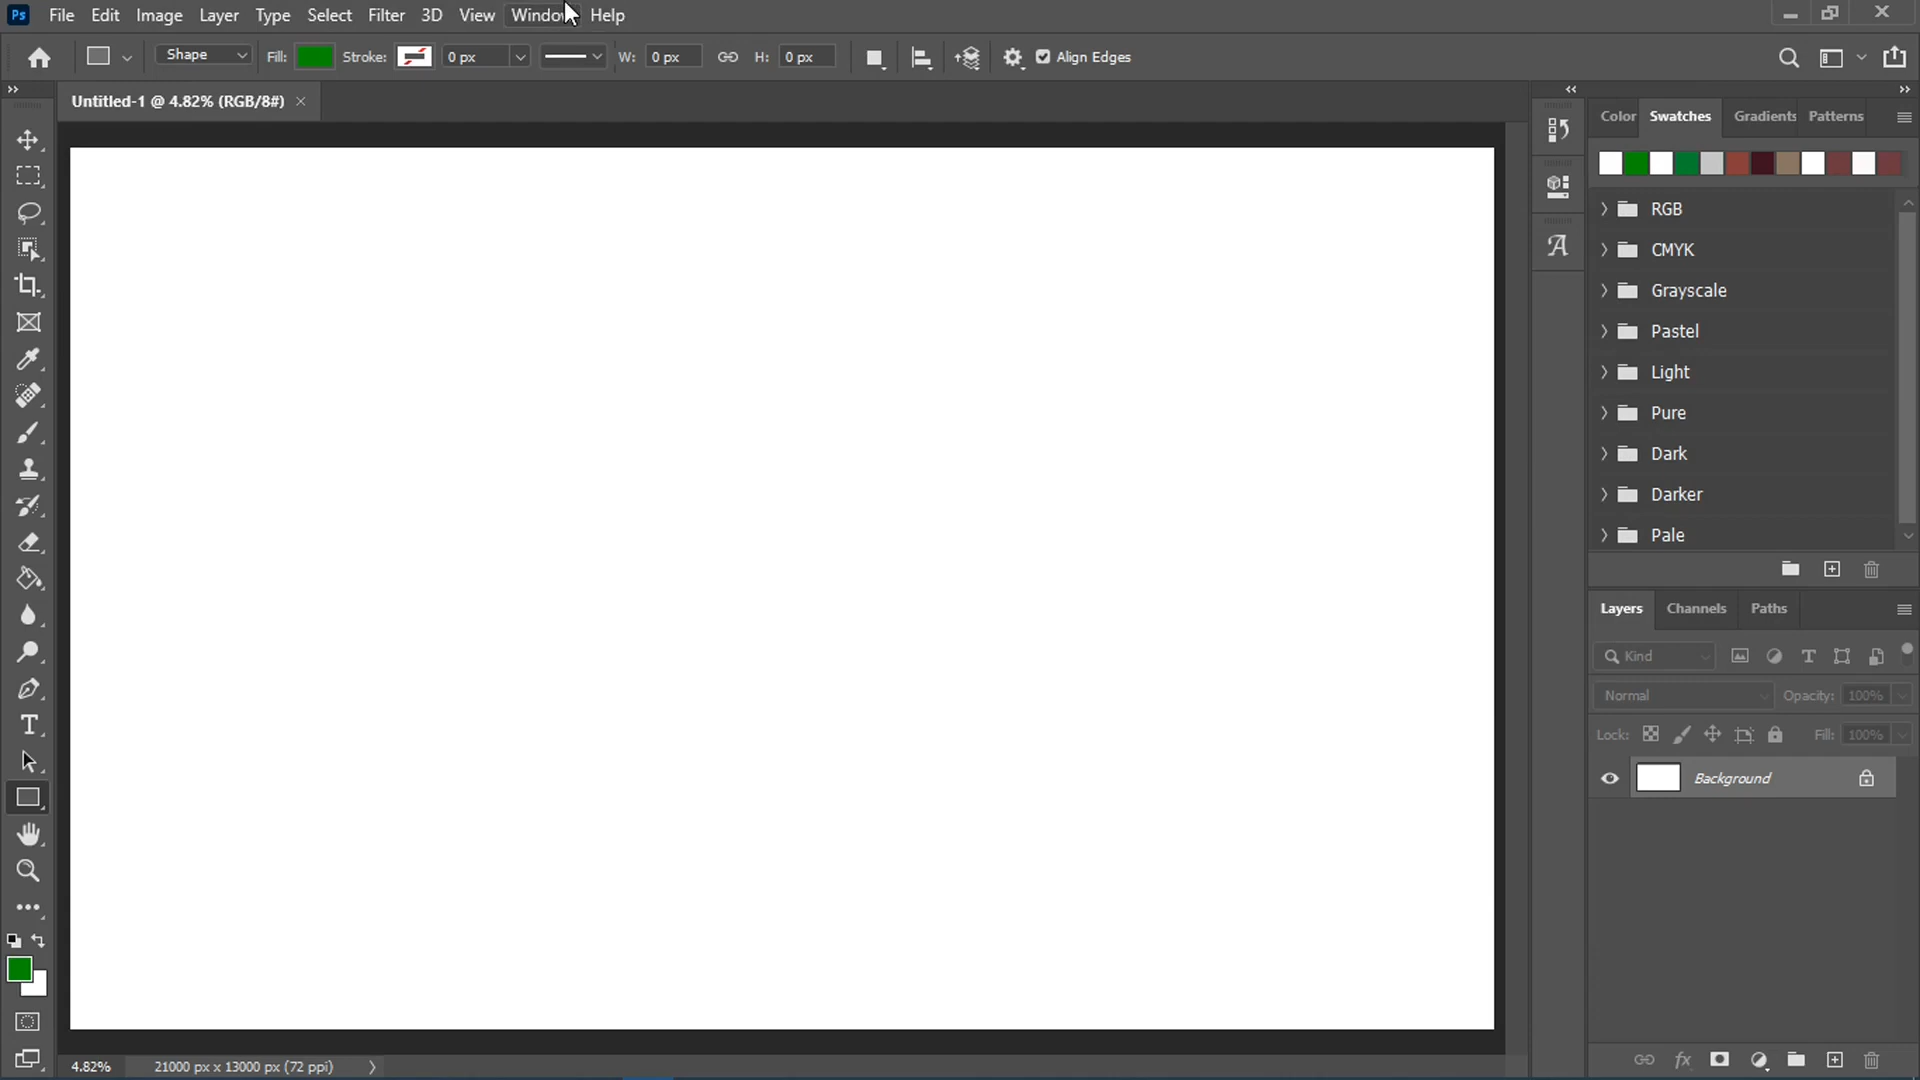 Ps File Edit Image Layer Type Select Filter 3D View Window Help
Shape Fill: Stroke: 0 px W: 0 px H: 0 px Align Edges
Untitled-1 @ 4.82% (RGB/8#)
Color Swatches Gradients Patterns
RGB
CMYK
Grayscale
Pastel
Light
Pure
Dark
Darker
Pale
Layers Channels Paths
Kind
Normal Opacity: 100%
Lock: Fill: 100%
Background
4.82% 21000 px x 13000 px (72 ppi)